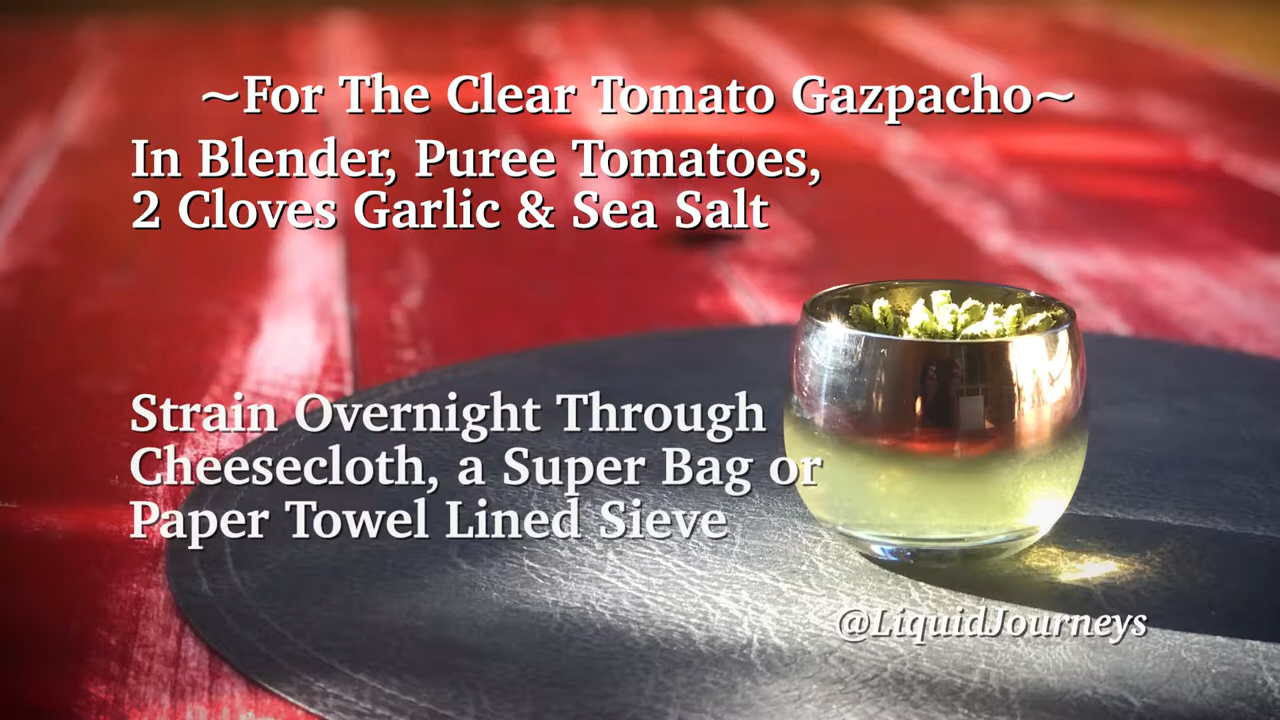 ~For The Clear Tomato Gazpacho~
In Blender, Puree Tomatoes,
2 Cloves Garlic & Sea Salt
Strain Overnight Through
Cheesecloth, a Super Bag or
Paper Towel Lined Sieve
@LiquidJourneys